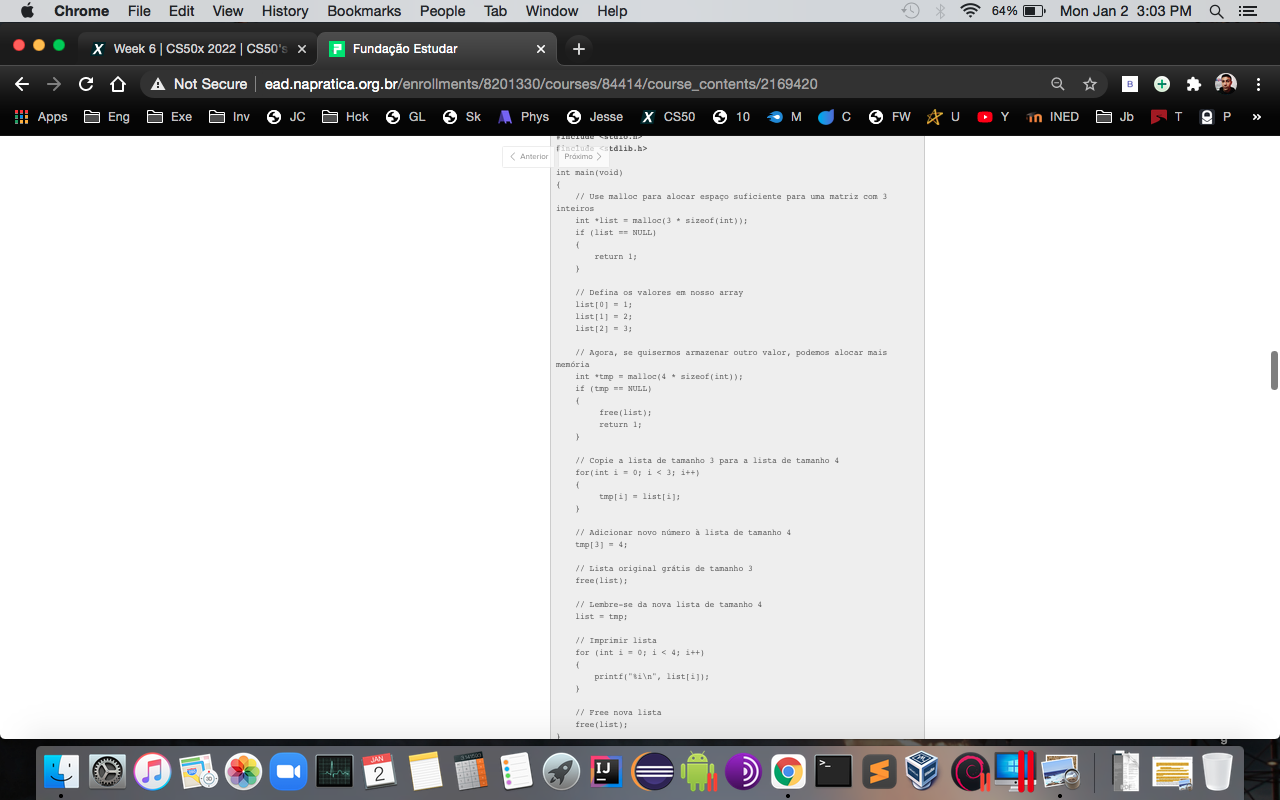 Chrome File Edit View History Bookmarks People Tab Window Help 64% Mon Jan 2 3:03 PM
Week 6 | CS50x 2022 | CS50's
Fundação Estudar
Not Secure ead.napratica.org.br/enrollments/8201330/courses/84414/course_contents/2169420
Apps Eng Exe Inv JC Hck GL Sk Phys Jesse CS50 10 M C FW U Y INED Jb T P »
#include <stdio.h>
#include <stdlib.h>
Anterior Próximo
int main(void)
{
// Use malloc para alocar espaço suficiente para uma matriz com 3
inteiros
int *list = malloc(3 * sizeof(int));
if (list == NULL)
{
return 1;
}
// Defina os valores em nosso array
list[0] = 1;
list[1] = 2;
list[2] = 3;
// Agora, se quisermos armazenar outro valor, podemos alocar mais
memória
int *tmp = malloc(4 * sizeof(int));
if (tmp == NULL)
{
free(list);
return 1;
}
// Copie a lista de tamanho 3 para a lista de tamanho 4
for(int i = 0; i < 3; i++)
{
tmp[i] = list[i];
}
// Adicionar novo número à lista de tamanho 4
tmp[3] = 4;
// Lista original grátis de tamanho 3
free(list);
// Lembre-se da nova lista de tamanho 4
list = tmp;
// Imprimir lista
for (int i = 0; i < 4; i++)
{
printf("%i\n", list[i]);
}
// Free nova lista
free(list);
}
JAN
2
IJ